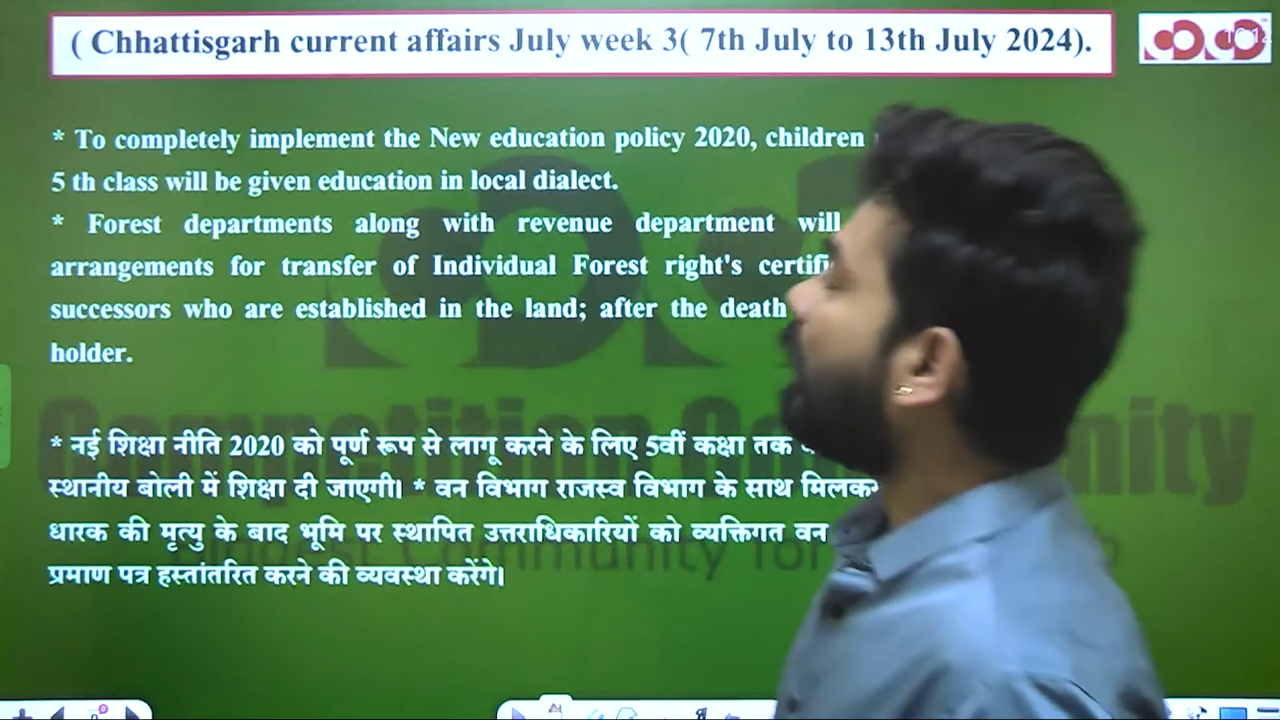 ( Chhattisgarh current affairs July week 3( 7th July to 13th July 2024).
* To completely implement the New education policy 2020, children
5 th class will be given education in local dialect.
* Forest departments along with revenue department will
arrangements for transfer of Individual Forest right's
successors who are established in the land; after the death
holder.
* नई शिक्षा नीति 2020 को पूर्ण रूप से लागू करने के लिए 5वीं कक्षा तक
स्थानीय बोली में शिक्षा दी जाएगी। * वन विभाग राजस्व विभाग के साथ
धारक की मृत्यु के बाद भूमि पर स्थापित उत्तराधिकारियों को व्यक्तिगत वन
प्रमाण पत्र हस्तांतरित करने की व्यवस्था करेंगे।
Competition Community
Community for